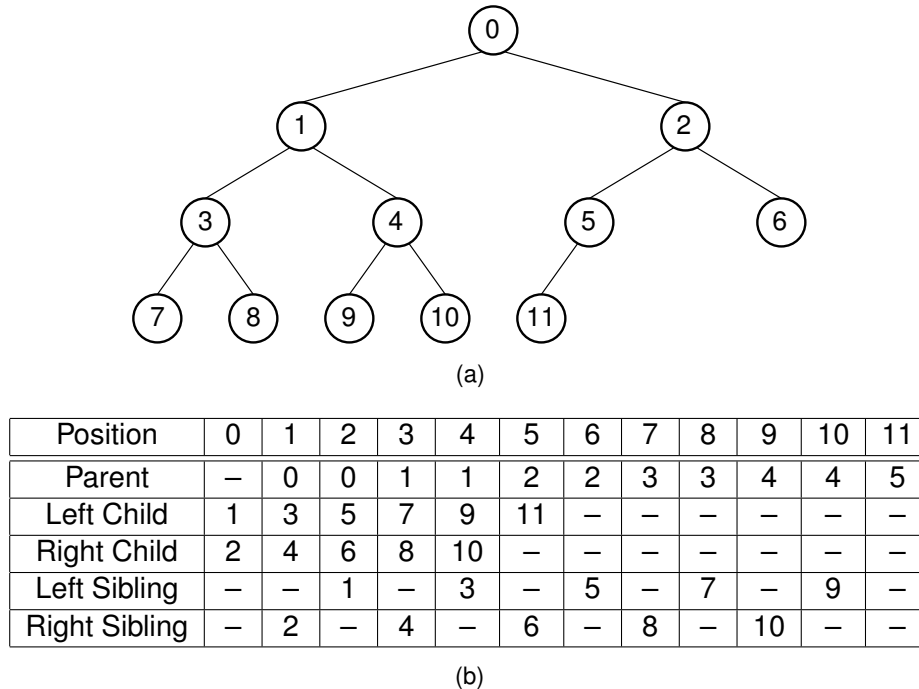 0
1 2
3 4 5 6
7 8 9 10 11
(a)
Position 0 1 2 3 4 5 6 7 8 9 10 11
Parent – 0 0 1 1 2 2 3 3 4 4 5
Left Child 1 3 5 7 9 11 – – – – – –
Right Child 2 4 6 8 10 – – – – – – –
Left Sibling – – 1 – 3 – 5 – 7 – 9 –
Right Sibling – 2 – 4 – 6 – 8 – 10 – –
(b)